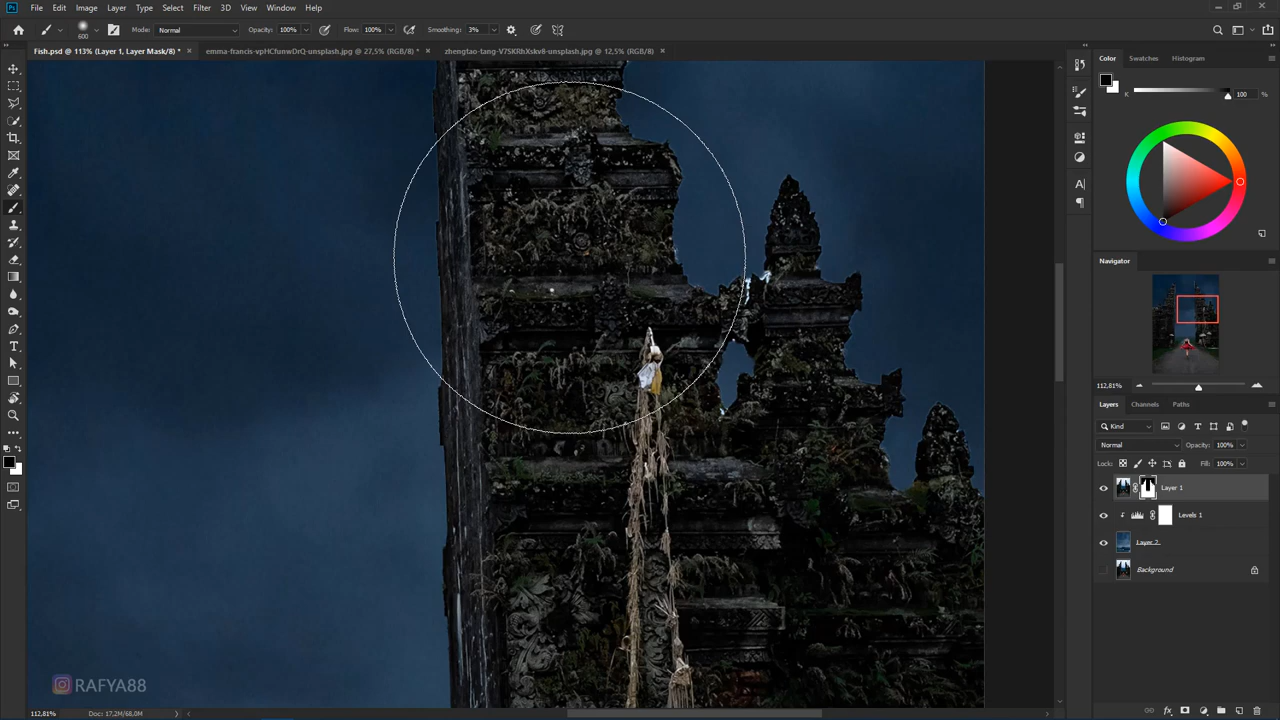 Ps File Edit Image Layer Type Select Filter 3D View Window Help
600 Mode: Normal Opacity: 100% Flow: 100% Smoothing: 3%
Fish.psd @ 113% (Layer 1, Layer Mask/8) * × emma-francis-vpHCfunwDrQ-unsplash.jpg @ 27,5% (RGB/8) * × zhengtao-tang-V7SKRhXskv8-unsplash.jpg @ 12,5% (RGB/8) ×
Color Swatches Histogram
K 100 %
Navigator
112,81%
Layers Channels Paths
Kind
Normal Opacity: 100%
Lock: Fill: 100%
Layer 1
Levels 1
Layer 2
Background
RAFYA88
112,81% Doc: 17,2M/68,0M